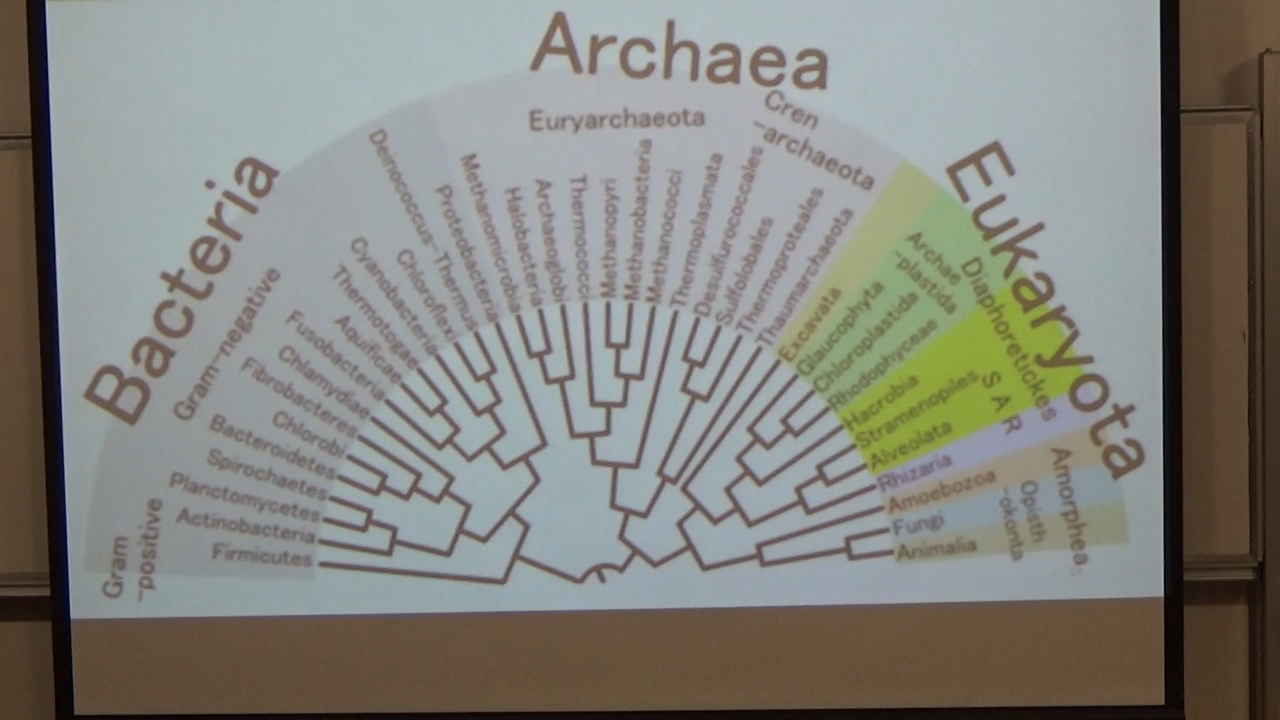 Archaea
Bacteria
Eukaryota
Euryarchaeota
Cren
-archaeota
Gram-negative
Gram
-positive
Firmicutes
Actinobacteria
Planctomycetes
Spirochaetes
Bacteroidetes
Chlorobi
Fibrobacteres
Chlamydiae
Fusobacteria
Aquificae
Thermotogae
Cyanobacteria
Chloroflexi
Deinococcus-Thermus
Proteobacteria
Methanomicrobia
Halobacteria
Archaeoglobi
Thermococci
Methanopyri
Methanobacteria
Methanococci
Thermoplasmata
Desulfurococcales
Sulfolobales
Thermoproteales
Thaumarchaeota
Excavata
Glaucophyta
Chloroplastida
Rhodophyceae
Hacrobia
Stramenopiles
Alveolata
Rhizaria
Amoebozoa
Fungi
Animalia
Archae
-plastida
Diaphoretickes
SAR
Amorphea
Opisth
-okonta